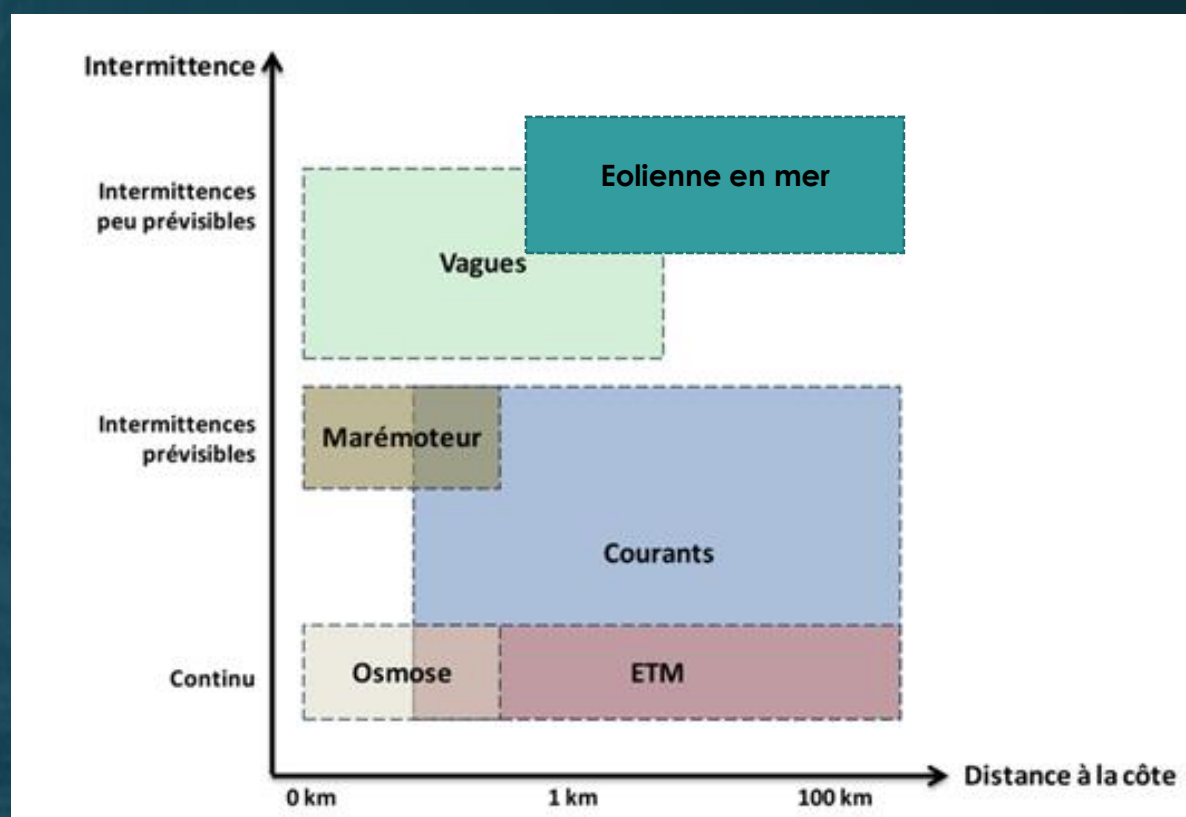 Intermittence
Eolienne en mer
Intermittences
peu prévisibles
Vagues
Intermittences
prévisibles
Marémoteur
Courants
Continu
Osmose
ETM
Distance à la côte
0 km
1 km
100 km